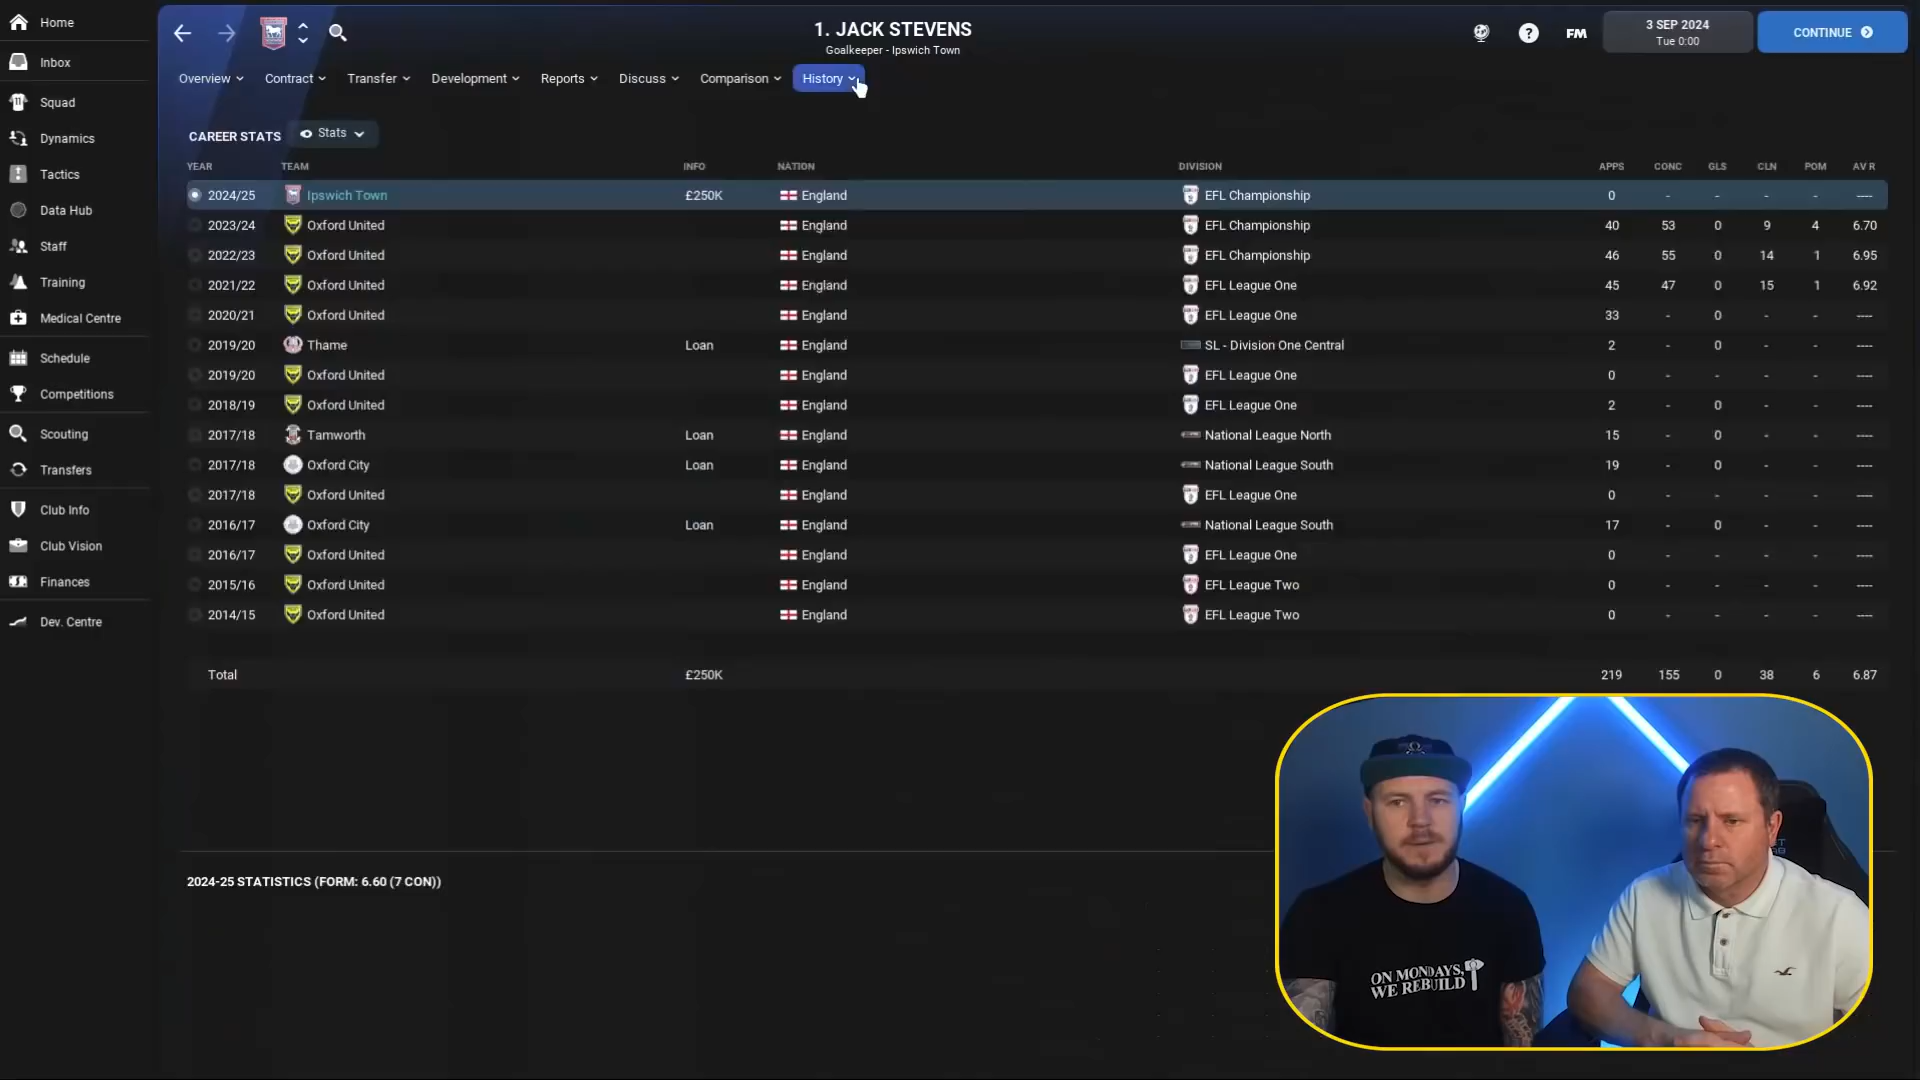 Home
Inbox
Squad
Dynamics
Tactics
Data Hub
Staff
Training
Medical Centre
Schedule
Competitions
Scouting
Transfers
Club Info
Club Vision
Finances
Dev. Centre
1. JACK STEVENS
Goalkeeper - Ipswich Town
FM
3 SEP 2024
Tue 0:00
CONTINUE
Overview Contract Transfer Development Reports Discuss Comparison History
CAREER STATS Stats
YEAR TEAM INFO NATION DIVISION APPS CONC GLS CLN POM AV R
2024/25 Ipswich Town £250K England EFL Championship 0 - - - - ----
2023/24 Oxford United England EFL Championship 40 53 0 9 4 6.70
2022/23 Oxford United England EFL Championship 46 55 0 14 1 6.95
2021/22 Oxford United England EFL League One 45 47 0 15 1 6.92
2020/21 Oxford United England EFL League One 33 - 0 - - ----
2019/20 Thame Loan England SL - Division One Central 2 - 0 - - ----
2019/20 Oxford United England EFL League One 0 - - - - ----
2018/19 Oxford United England EFL League One 2 - 0 - - ----
2017/18 Tamworth Loan England National League North 15 - 0 - - ----
2017/18 Oxford City Loan England National League South 19 - 0 - - ----
2017/18 Oxford United England EFL League One 0 - - - - ----
2016/17 Oxford City Loan England National League South 17 - 0 - - ----
2016/17 Oxford United England EFL League One 0 - - - - ----
2015/16 Oxford United England EFL League Two 0 - - - - ----
2014/15 Oxford United England EFL League Two 0 - - - - ----
Total £250K 219 155 0 38 6 6.87
2024-25 STATISTICS (FORM: 6.60 (7 CON))
ON MONDAYS,
WE REBUILD